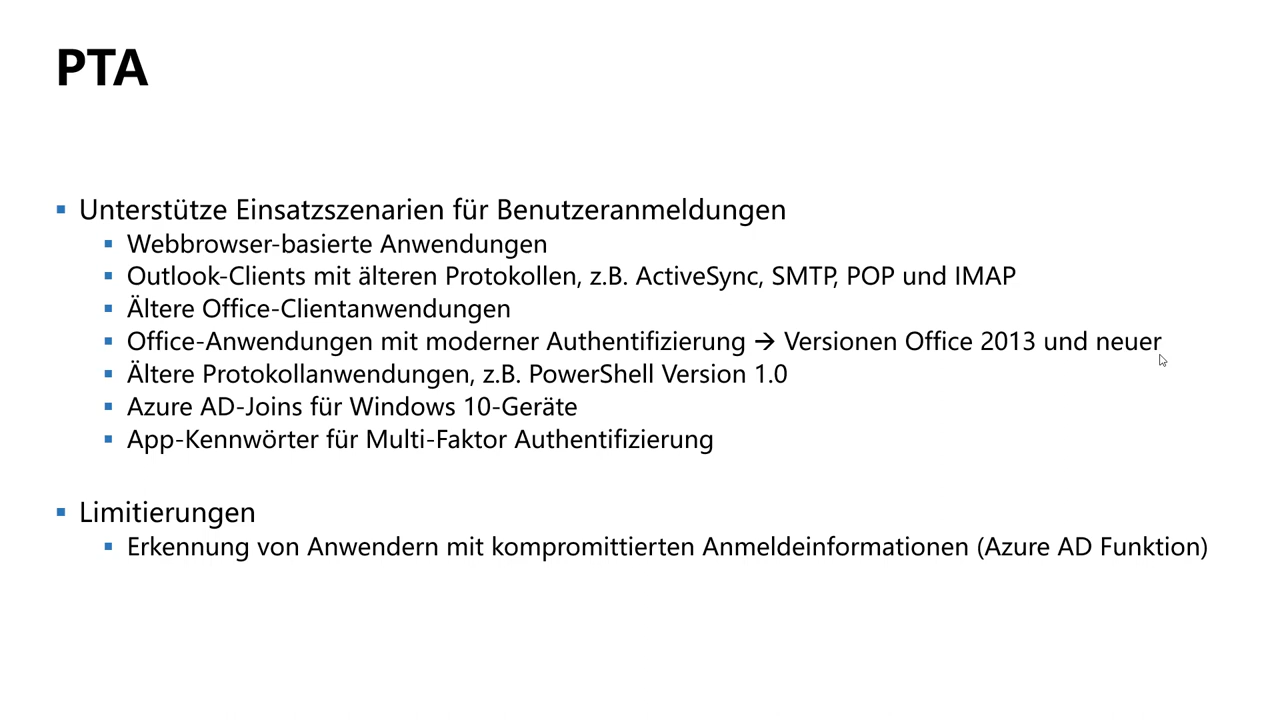 PTA
Unterstütze Einsatzszenarien für Benutzeranmeldungen
Webbrowser-basierte Anwendungen
Outlook-Clients mit älteren Protokollen, z.B. ActiveSync, SMTP, POP und IMAP
Ältere Office-Clientanwendungen
Office-Anwendungen mit moderner Authentifizierung → Versionen Office 2013 und neuer
Ältere Protokollanwendungen, z.B. PowerShell Version 1.0
Azure AD-Joins für Windows 10-Geräte
App-Kennwörter für Multi-Faktor Authentifizierung
Limitierungen
Erkennung von Anwendern mit kompromittierten Anmeldeinformationen (Azure AD Funktion)